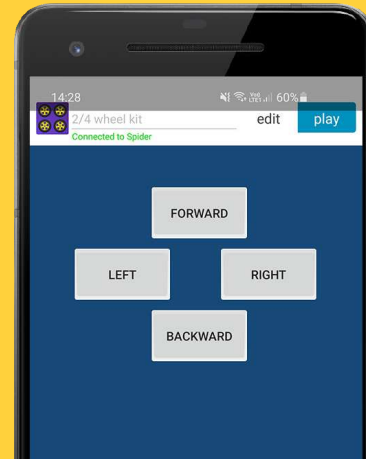 14:28 60%
2/4 wheel kit edit play
Connected to Spider
FORWARD
LEFT RIGHT
BACKWARD